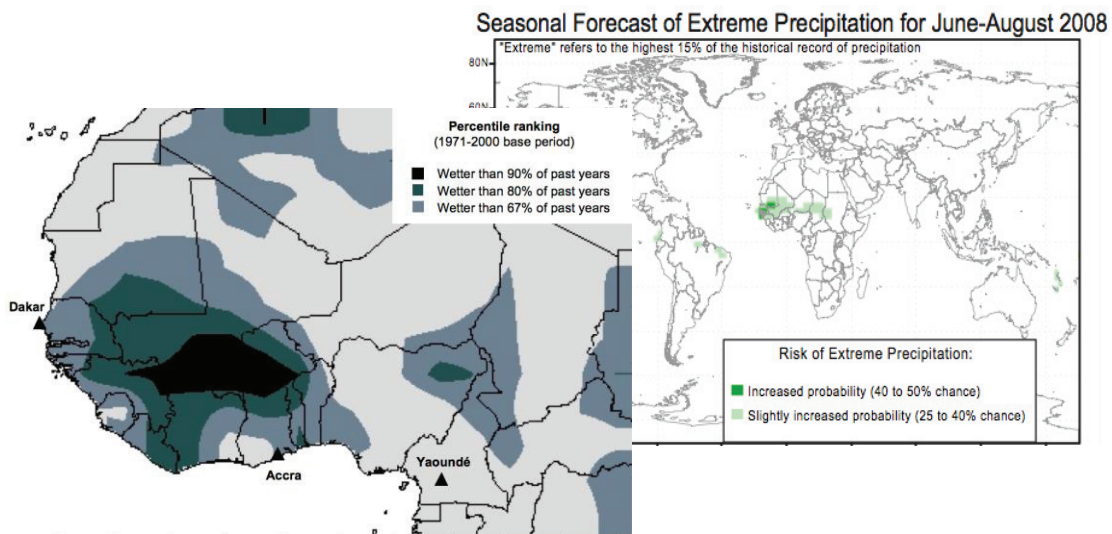 Seasonal Forecast of Extreme Precipitation for June-August 2008
"Extreme" refers to the highest 15% of the historical record of precipitation
80N
60N
Percentile ranking
(1971-2000 base period)
Wetter than 90% of past years
Wetter than 80% of past years
Wetter than 67% of past years
Dakar
Accra
Yaoundé
Risk of Extreme Precipitation:
Increased probability (40 to 50% chance)
Slightly increased probability (25 to 40% chance)